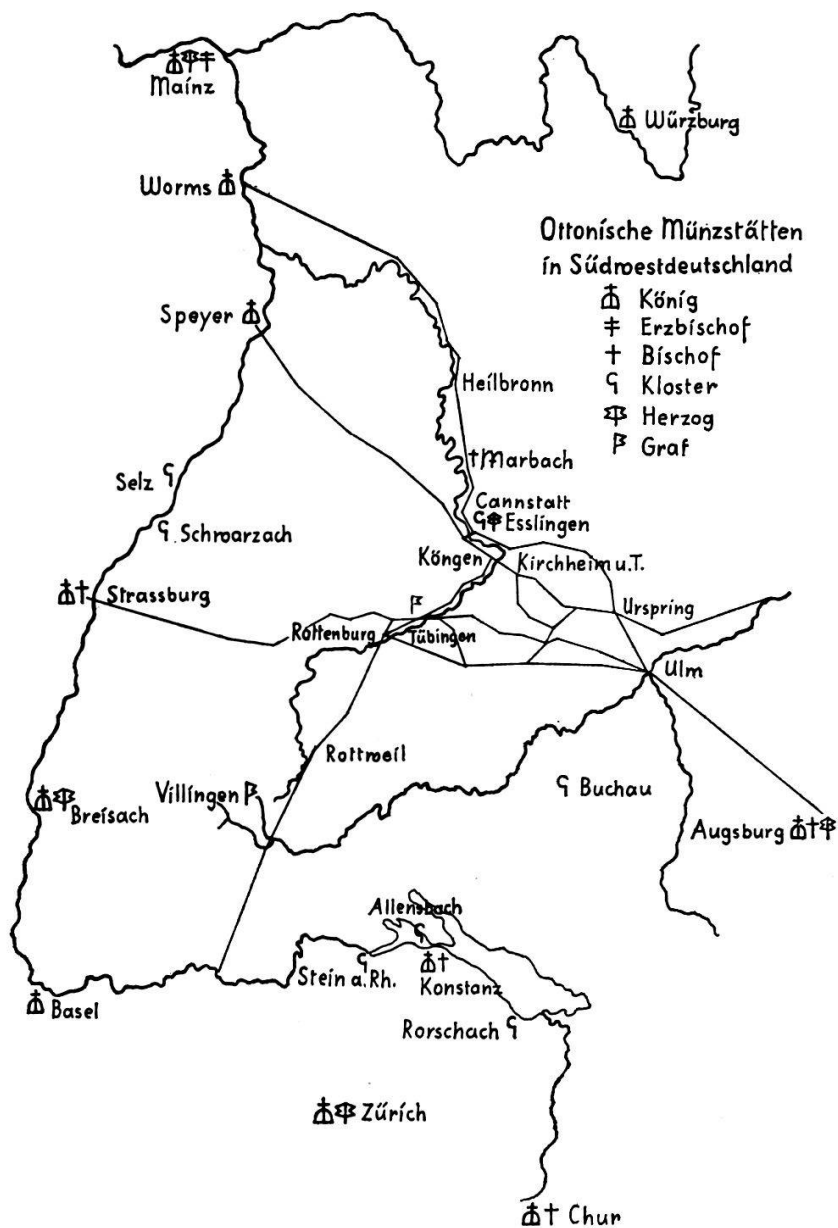 Mainz
Würzburg
Worms
Ottonische Münzstätten
in Südwestdeutschland
König
Erzbischof
Bischof
Kloster
Herzog
Graf
Speyer
Heilbronn
Marbach
Selz
Cannstatt
Esslingen
Schwarzach
Köngen
Kirchheim u.T.
Strassburg
Urspring
Rottenburg
Tübingen
Ulm
Rottweil
Villingen
Buchau
Breisach
Augsburg
Allensbach
Stein a. Rh.
Konstanz
Basel
Rorschach
Zürich
Chur